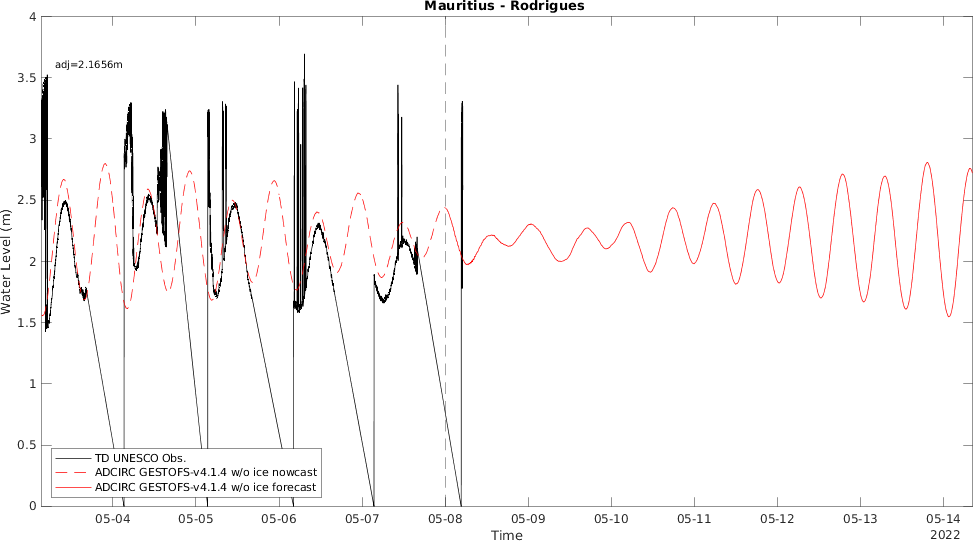 Mauritius - Rodrigues
adj=2.1656m
Water Level (m)
4
3.5
3
2.5
2
1.5
1
0.5
0
TD UNESCO Obs.
ADCIRC GESTOFS-v4.1.4 w/o ice nowcast
ADCIRC GESTOFS-v4.1.4 w/o ice forecast
05-04 05-05 05-06 05-07 05-08 05-09 05-10 05-11 05-12 05-13 05-14
2022
Time